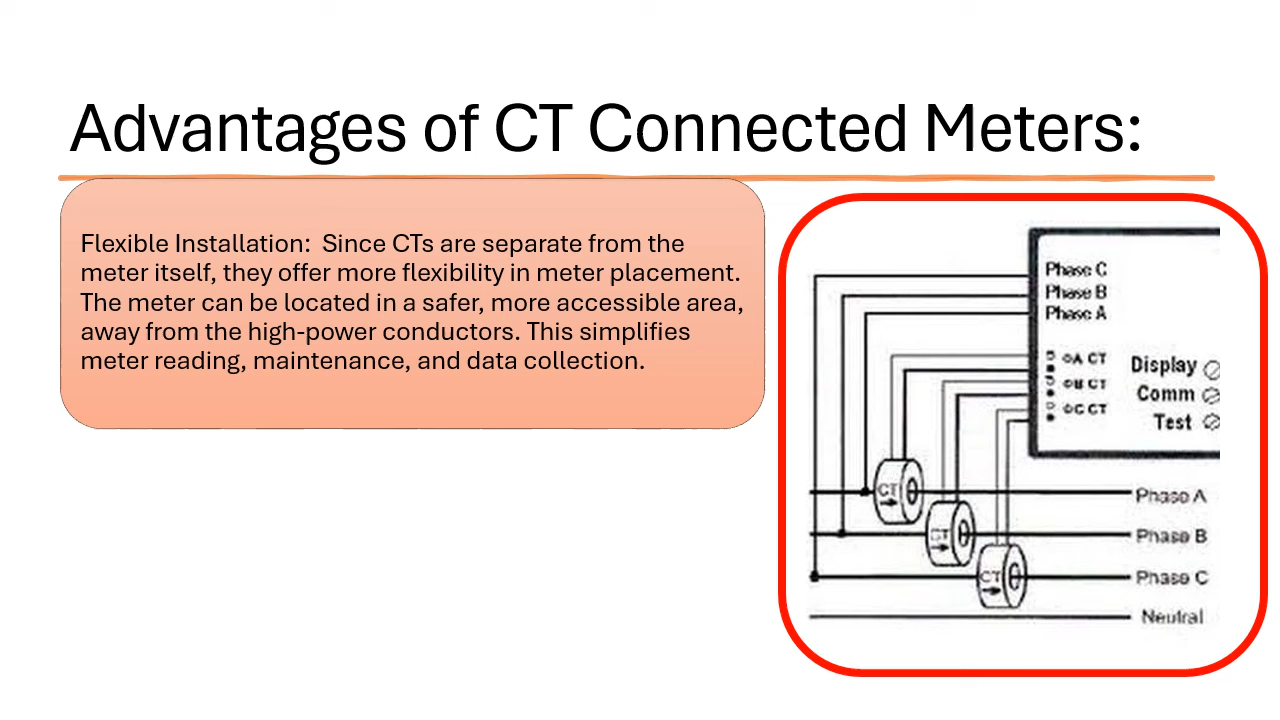 Advantages of CT Connected Meters:
Flexible Installation:  Since CTs are separate from the
meter itself, they offer more flexibility in meter placement.
The meter can be located in a safer, more accessible area,
away from the high-power conductors. This simplifies
meter reading, maintenance, and data collection.
Phase C
Phase B
Phase A
ΦA CT
ΦB CT
ΦC CT
Display
Comm
Test
CT
Phase A
CT
Phase B
CT
Phase C
Neutral